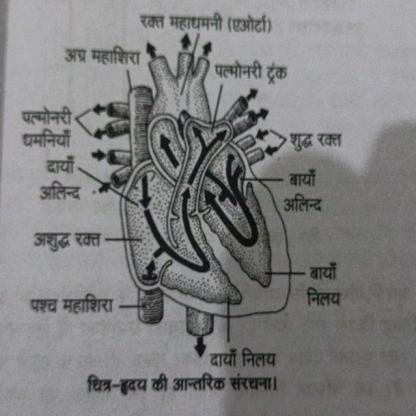 रक्त महाधमनी (एओर्टा)
अग्र महाशिरा
पल्मोनरी ट्रंक
पल्मोनरी
धमनियाँ
शुद्ध रक्त
दायाँ
अलिन्द
बायाँ
अलिन्द
अशुद्ध रक्त
बायाँ
निलय
पश्च महाशिरा
दायाँ निलय
चित्र-हृदय की आन्तरिक संरचना।